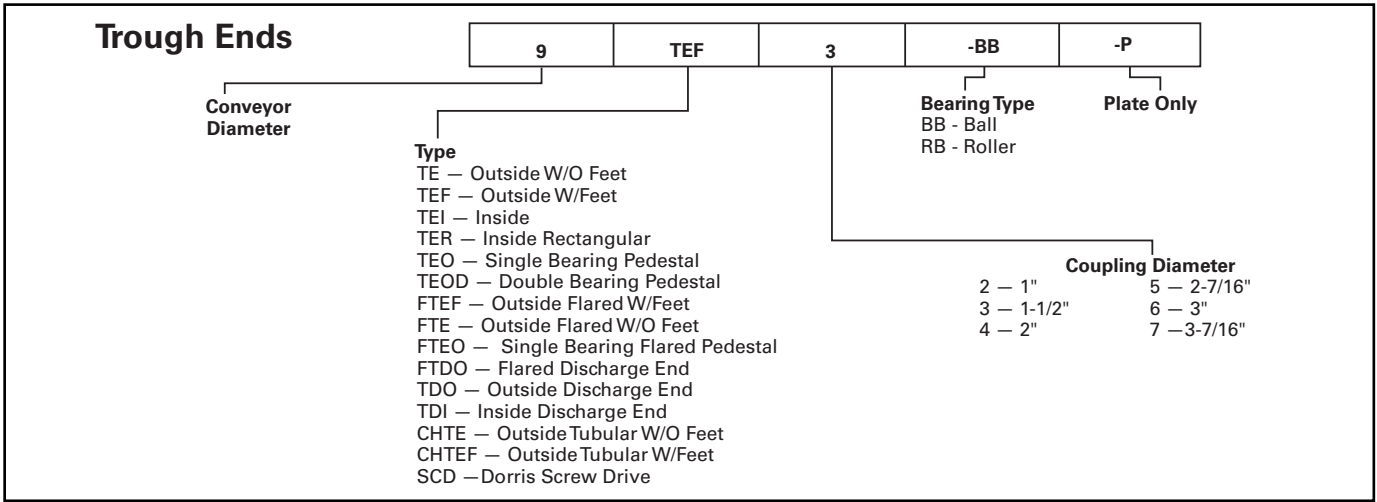 Trough Ends
9 TEF 3 -BB -P
Conveyor
Diameter
Bearing Type
BB - Ball
RB - Roller
Plate Only
Type
TE — Outside W/O Feet
TEF — Outside W/Feet
TEI — Inside
TER — Inside Rectangular
TEO — Single Bearing Pedestal
TEOD — Double Bearing Pedestal
FTEF — Outside Flared W/Feet
FTE — Outside Flared W/O Feet
FTEO — Single Bearing Flared Pedestal
FTDO — Flared Discharge End
TDO — Outside Discharge End
TDI — Inside Discharge End
CHTE — Outside Tubular W/O Feet
CHTEF — Outside Tubular W/Feet
SCD —Dorris Screw Drive
Coupling Diameter
2 — 1" 5 — 2-7/16"
3 — 1-1/2" 6 — 3"
4 — 2" 7 —3-7/16"